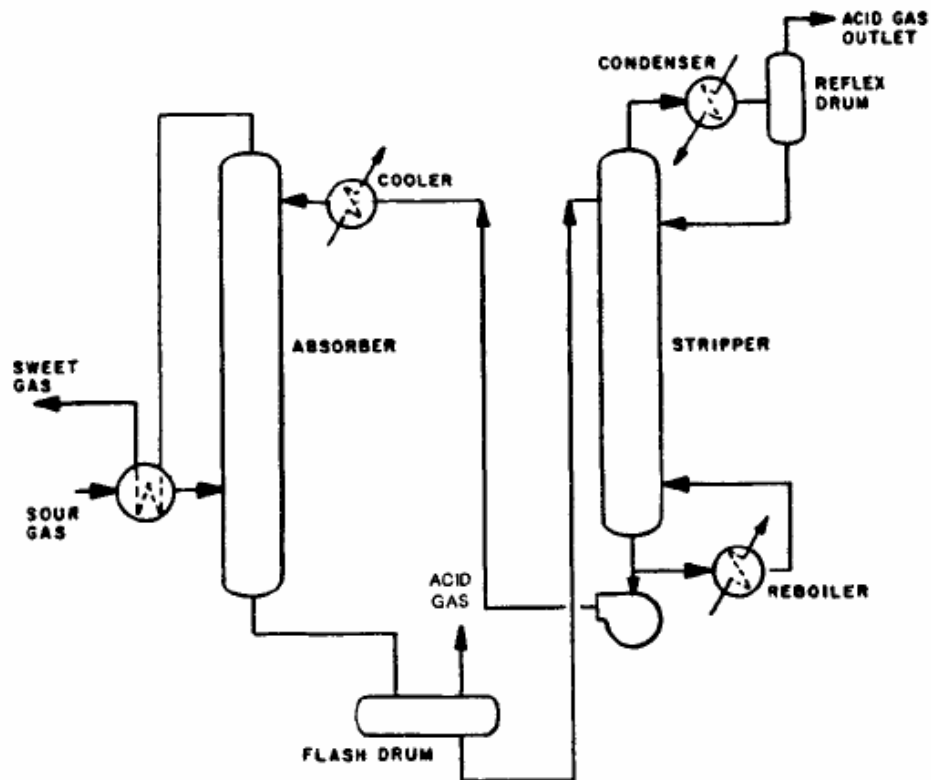 ACID GAS
OUTLET
CONDENSER
REFLEX
DRUM
COOLER
ABSORBER
STRIPPER
SWEET
GAS
SOUR
GAS
ACID
GAS
REBOILER
FLASH DRUM